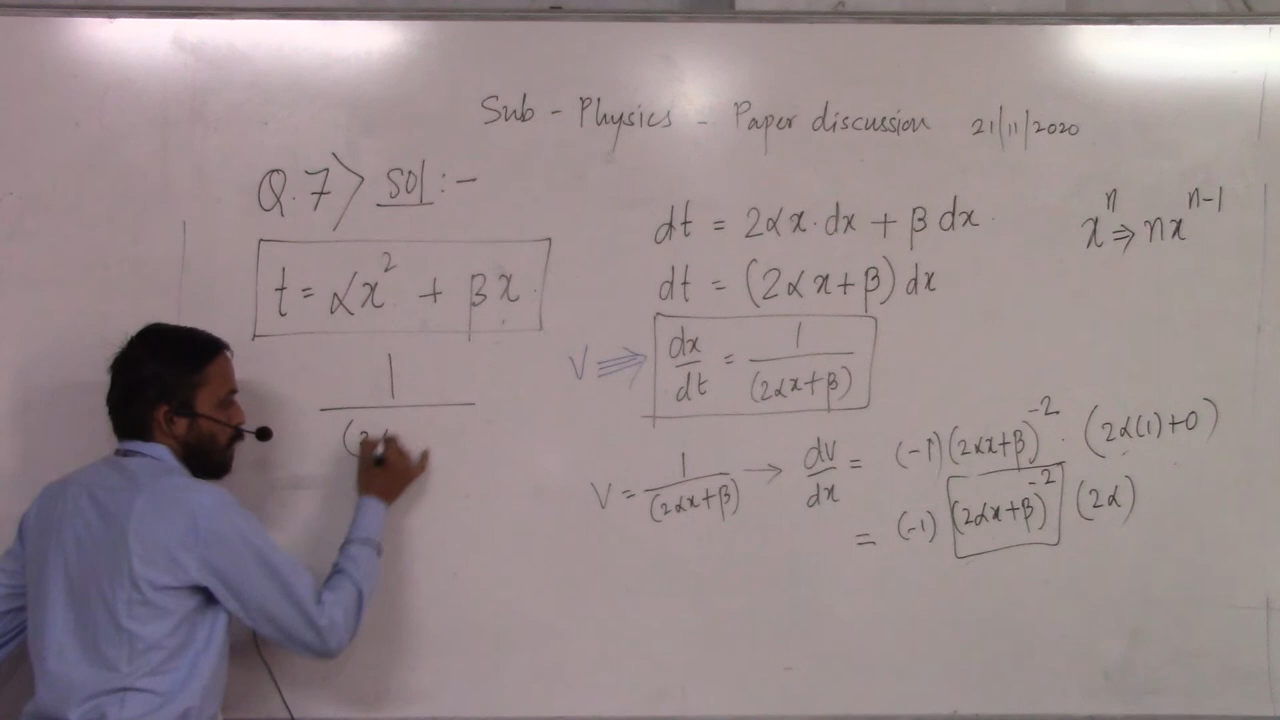 Sub - Physics - Paper discussion 21/11/2020
Q.7> Sol :-
t = αx² + βx.
1
(2α
dt = 2αx.dx + β dx.
dt = (2αx+β) dx
V ⇛ dx/dt = 1/(2αx+β)
xⁿ ⇒ nxⁿ⁻¹
V = 1/(2αx+β) → dv/dx = (-1)(2αx+β)⁻². (2α(1)+0)
= (-1) (2αx+β)⁻² (2α)